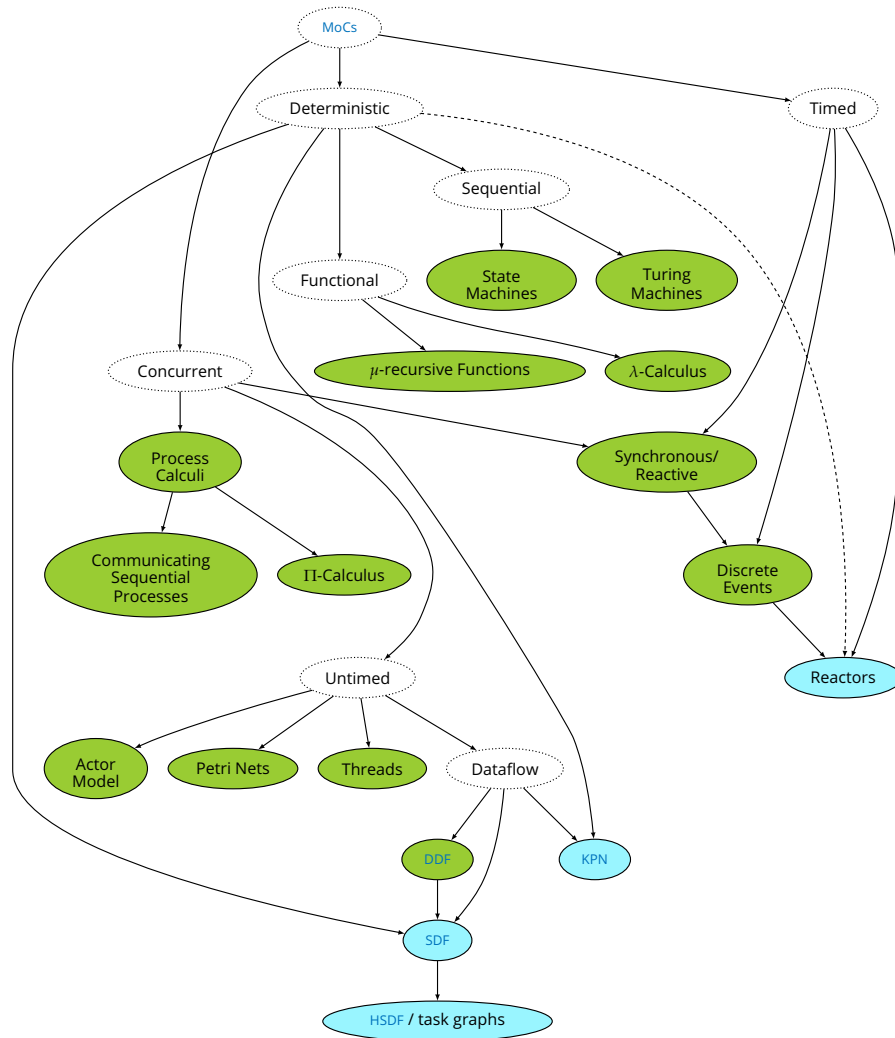 MoCs
Deterministic
Timed
Sequential
Functional
State
Machines
Turing
Machines
Concurrent
μ-recursive Functions
λ-Calculus
Process
Calculi
Synchronous/
Reactive
Communicating
Sequential
Processes
Π-Calculus
Discrete
Events
Untimed
Reactors
Actor
Model
Petri Nets
Threads
Dataflow
DDF
KPN
SDF
HSDF / task graphs